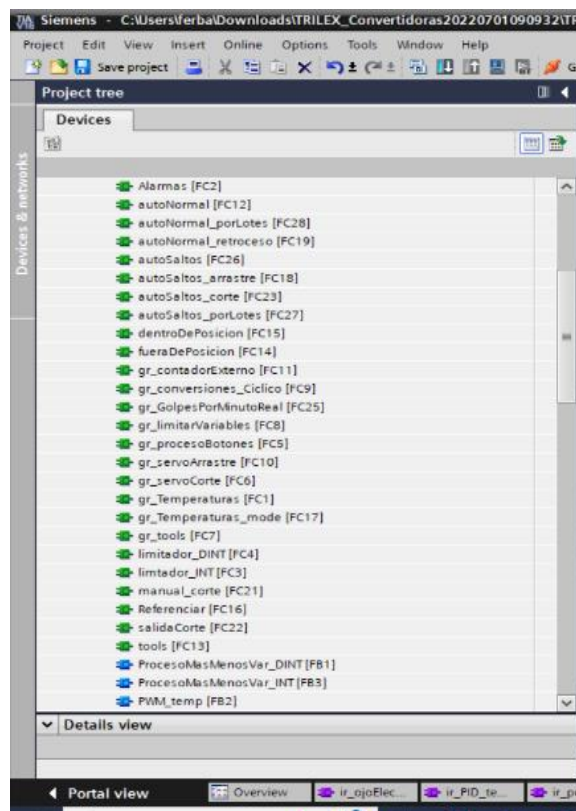 Siemens - C:\Users\ferba\Downloads\TRILEX_Convertidoras20220701090932\TR
Project Edit View Insert Online Options Tools Window Help
Save project G
Project tree
Devices
Devices & networks
Alarmas [FC2]
autoNormal [FC12]
autoNormal_porLotes [FC28]
autoNormal_retroceso [FC19]
autoSaltos [FC26]
autoSaltos_arrastre [FC18]
autoSaltos_corte [FC23]
autoSaltos_porLotes [FC27]
dentroDePosicion [FC15]
fueraDePosicion [FC14]
gr_contadorExterno [FC11]
gr_conversiones_Ciclico [FC9]
gr_GolpesPorMinutoReal [FC25]
gr_limitarVariables [FC8]
gr_procesoBotones [FC5]
gr_servoArrastre [FC10]
gr_servoCorte [FC6]
gr_Temperaturas [FC1]
gr_Temperaturas_mode [FC17]
gr_tools [FC7]
limitador_DINT [FC4]
limtador_INT [FC3]
manual_corte [FC21]
Referenciar [FC16]
salidaCorte [FC22]
tools [FC13]
ProcesoMasMenosVar_DINT [FB1]
ProcesoMasMenosVar_INT [FB3]
PWM_temp [FB2]
Details view
Portal view Overview ir_ojoElec... ir_PID_te... ir_p